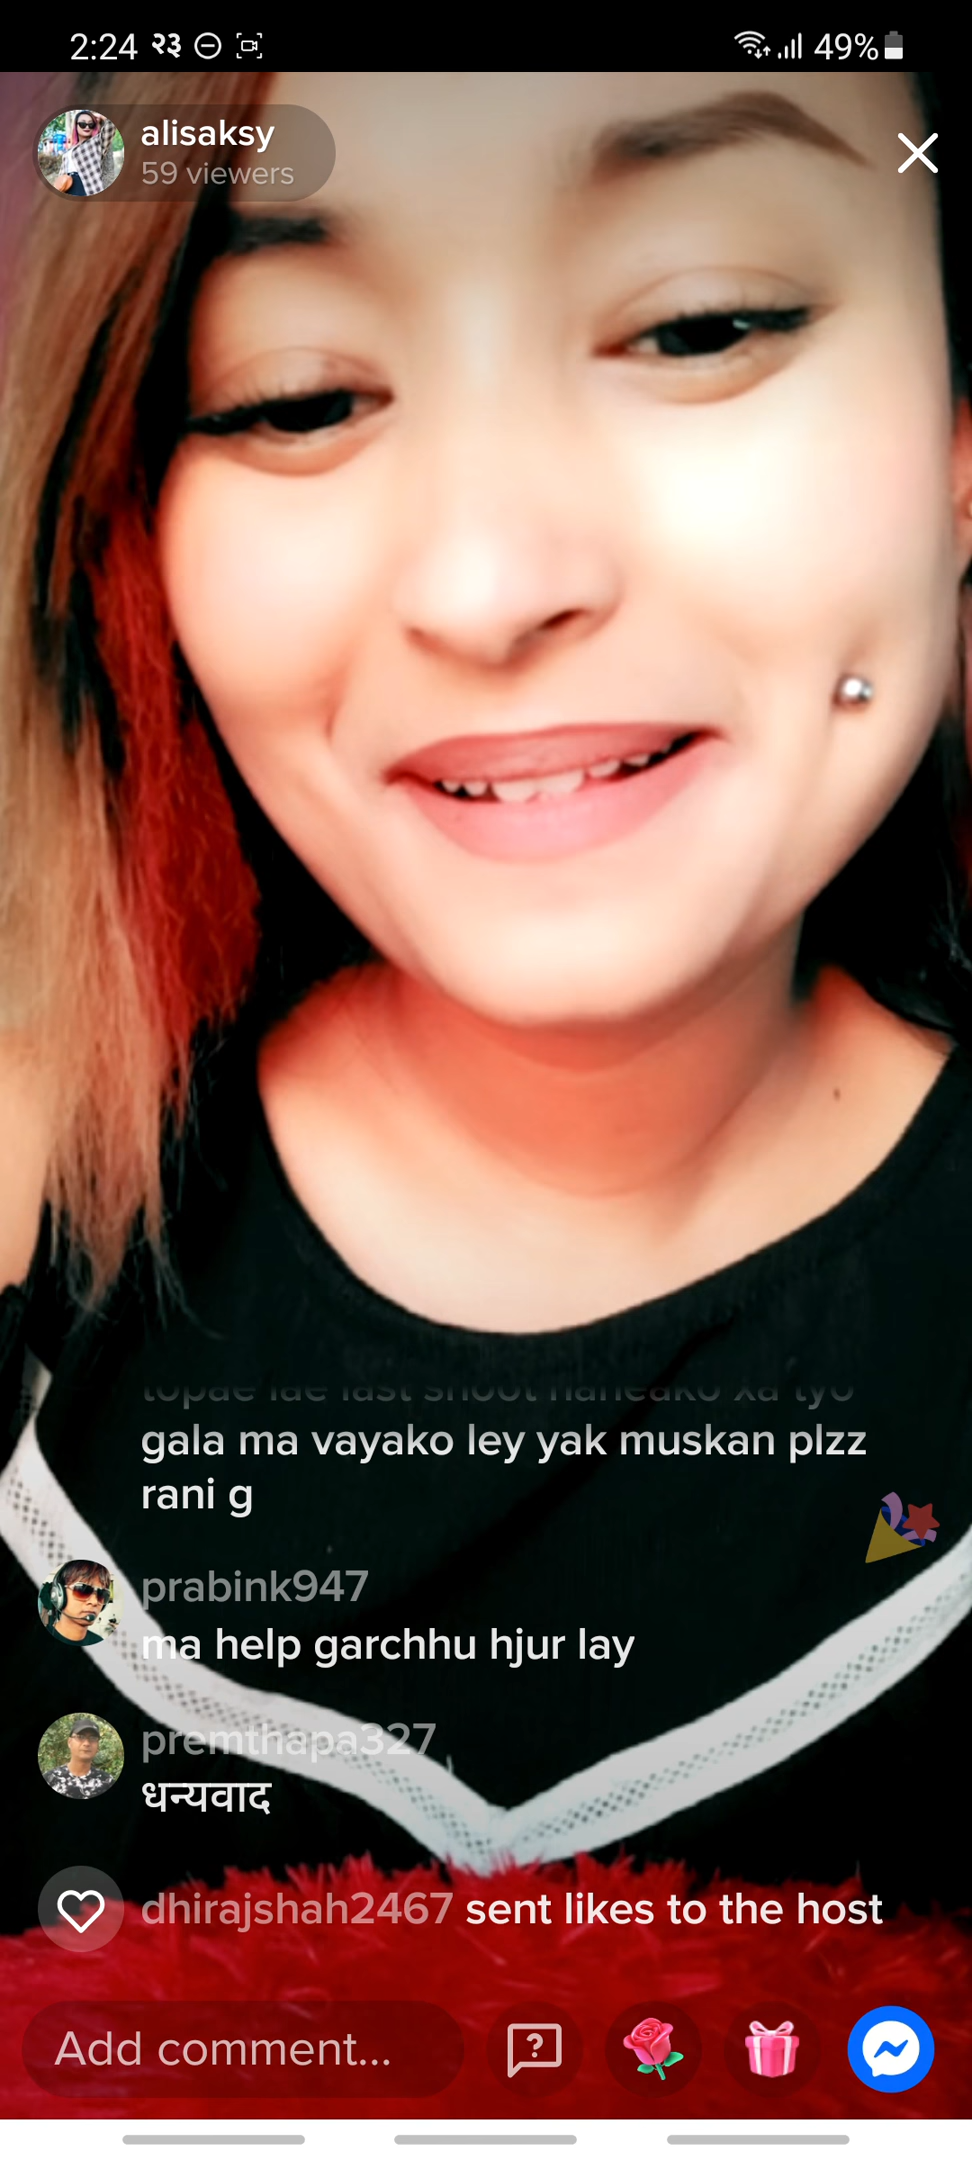 2:24 २३
49%
alisaksy
59 viewers
gala ma vayako ley yak muskan plzz
rani g
prabink947
ma help garchhu hjur lay
premthapa327
धन्यवाद
dhirajshah2467 sent likes to the host
Add comment...